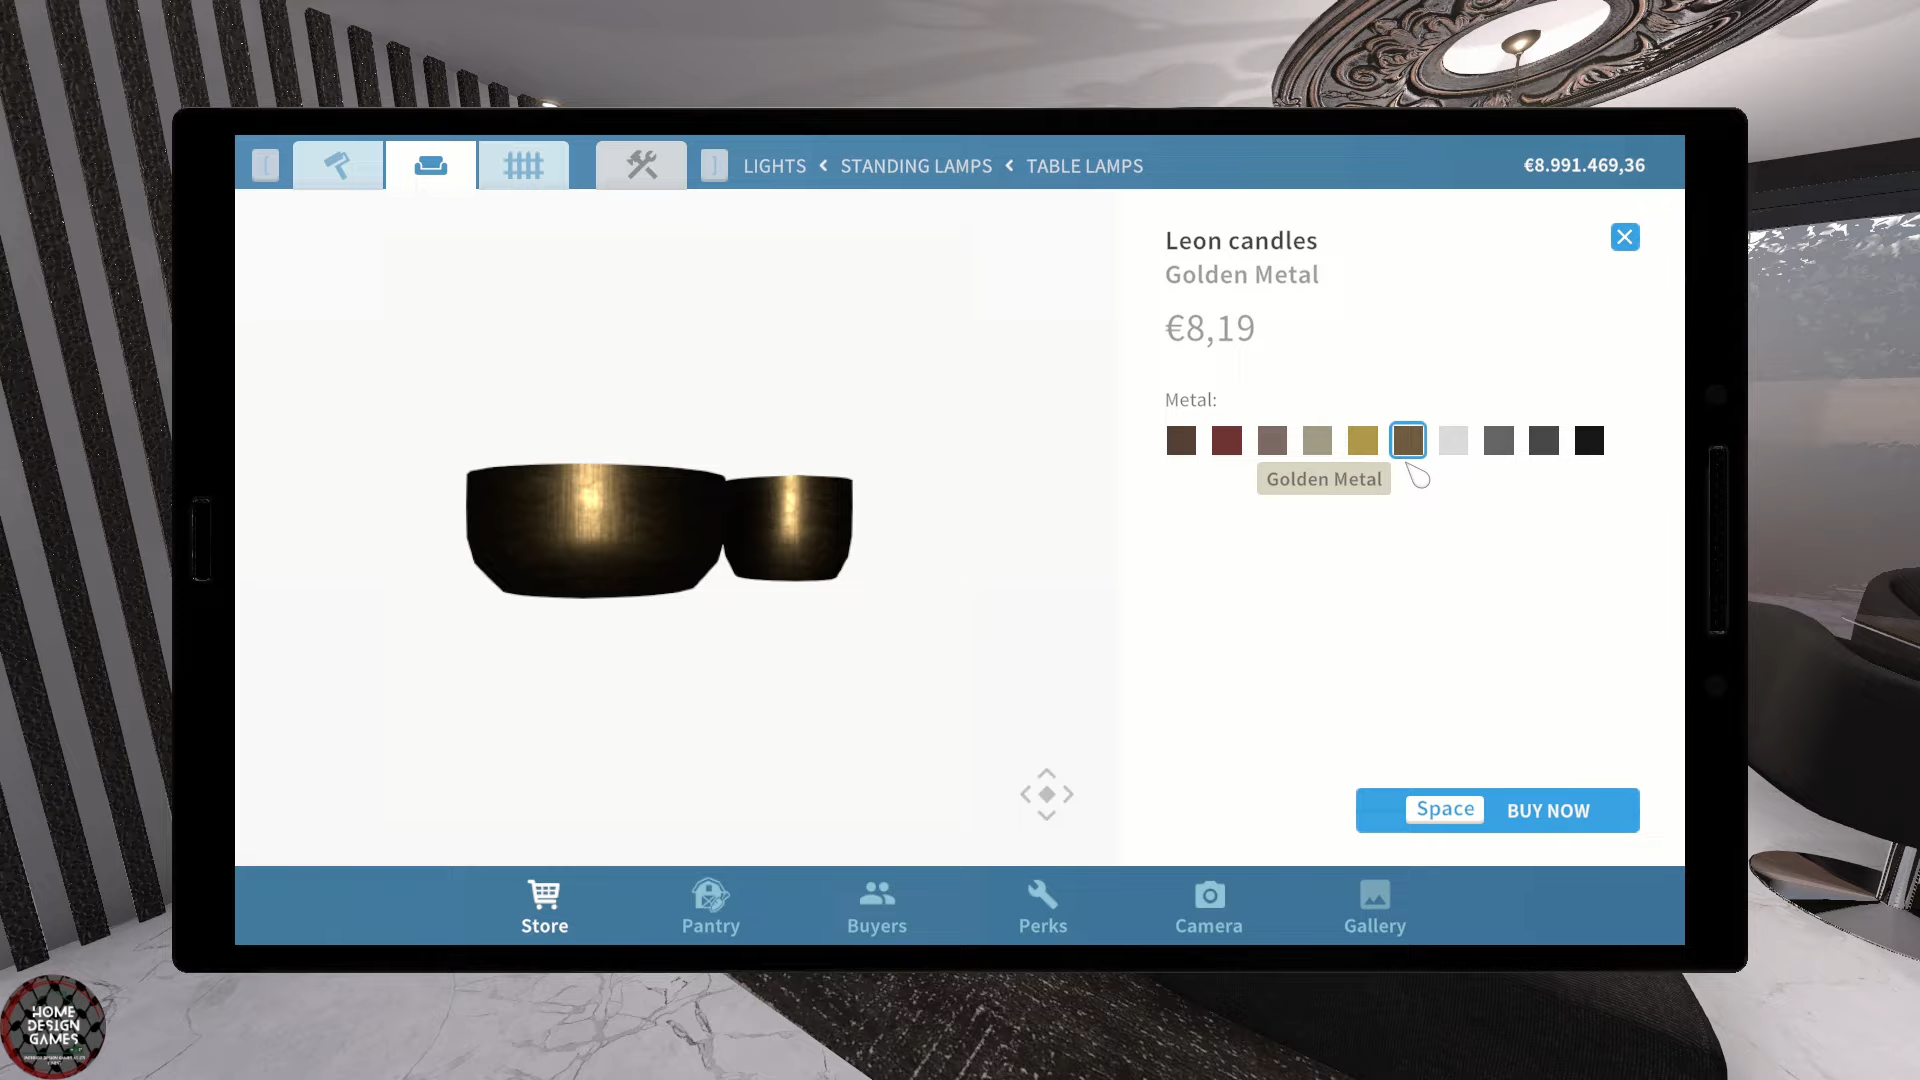 [
]
LIGHTS < STANDING LAMPS < TABLE LAMPS
€8.991.469,36
Leon candles
Golden Metal
€8,19
Metal:
Golden Metal
Space BUY NOW
Store
Pantry
Buyers
Perks
Camera
Gallery
HOME
DESIGN
GAMES